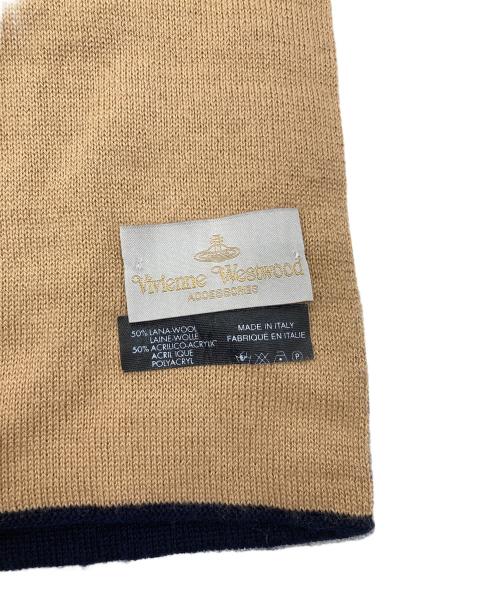 Vivienne Westwood
ACCESSORIES
50% LANA-WOOL
LAINE-WOLLE
50% ACRILICO-ACRYLIC
ACRILIQUE
POLYACRYL
MADE IN ITALY
FABRIQUE EN ITALIE
P